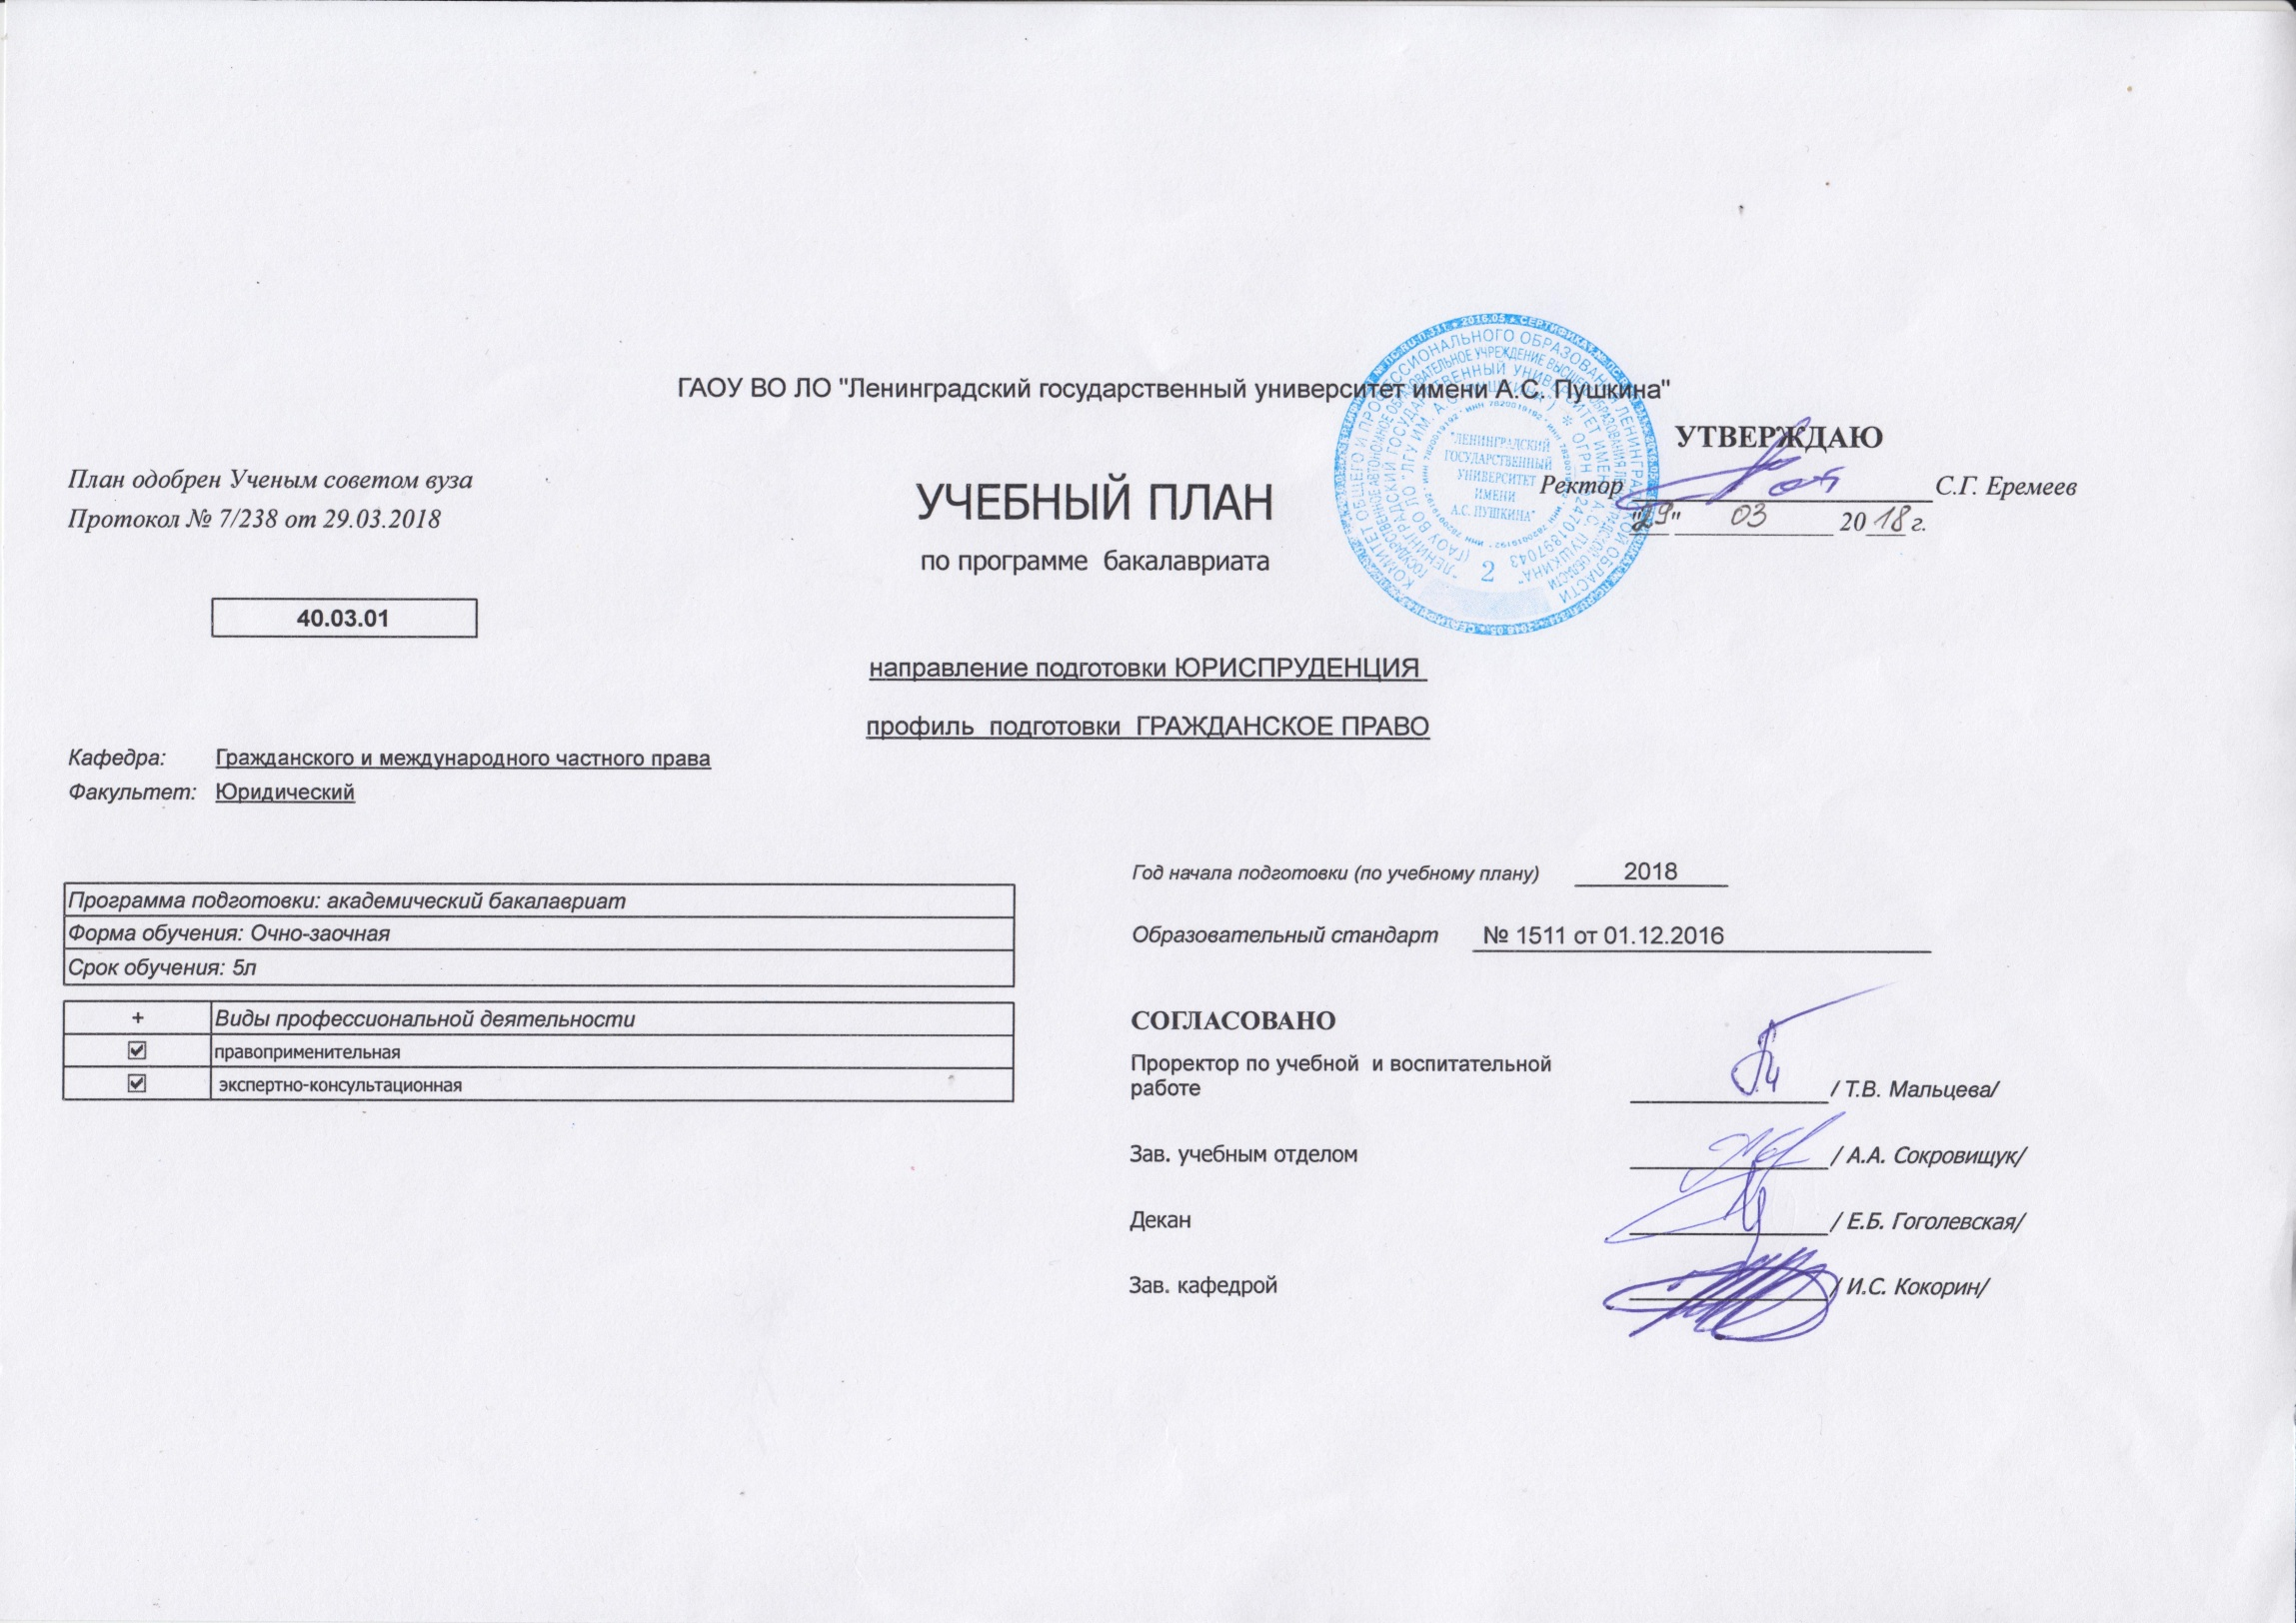 ГАОУ ВО ЛО "Ленинградский государственный университет имени А.С. Пушкина"
УТВЕРЖДАЮ
План одобрен Ученым советом вуза
Протокол № 7/238 от 29.03.2018
УЧЕБНЫЙ ПЛАН
по программе бакалавриата
Ректор С.Г. Еремеев
"29" 03 2018 г.
"ЛЕНИНГРАДСКИЙ
ГОСУДАРСТВЕННЫЙ
УНИВЕРСИТЕТ
ИМЕНИ
А.С. ПУШКИНА"
2
40.03.01
направление подготовки ЮРИСПРУДЕНЦИЯ
профиль подготовки ГРАЖДАНСКОЕ ПРАВО
Кафедра: Гражданского и международного частного права
Факультет: Юридический
Программа подготовки: академический бакалавриат
Форма обучения: Очно-заочная
Срок обучения: 5л
+ Виды профессиональной деятельности
правоприменительная
экспертно-консультационная
Год начала подготовки (по учебному плану) 2018
Образовательный стандарт № 1511 от 01.12.2016
СОГЛАСОВАНО
Проректор по учебной и воспитательной
работе / Т.В. Мальцева/
Зав. учебным отделом / А.А. Сокровищук/
Декан / Е.Б. Гоголевская/
Зав. кафедрой / И.С. Кокорин/